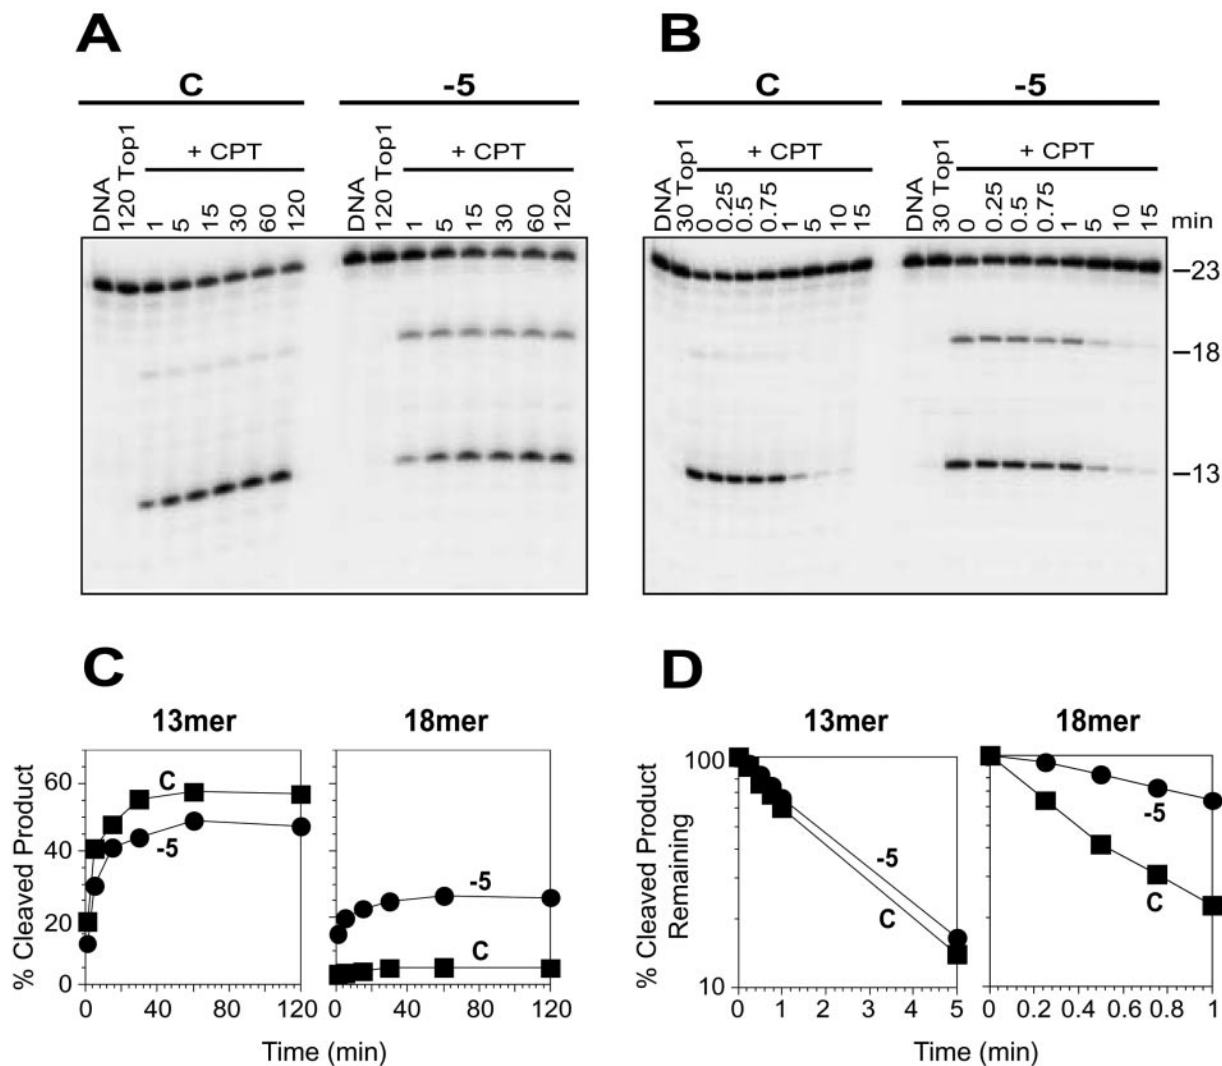 A
B
C
-5
C
-5
DNA
120 Top1
+ CPT
1
5
15
30
60
120
DNA
120 Top1
+ CPT
1
5
15
30
60
120
DNA
30 Top1
+ CPT
0
0.25
0.5
0.75
1
5
10
15
DNA
30 Top1
+ CPT
0
0.25
0.5
0.75
1
5
10
15
min
–23
–18
–13
C
D
13mer
18mer
13mer
18mer
% Cleaved Product
60
40
20
0
C
-5
0 40 80 120
-5
C
0 40 80 120
Time (min)
% Cleaved Product
Remaining
100
10
-5
C
0 1 2 3 4 5
-5
C
0 0.2 0.4 0.6 0.8 1
Time (min)